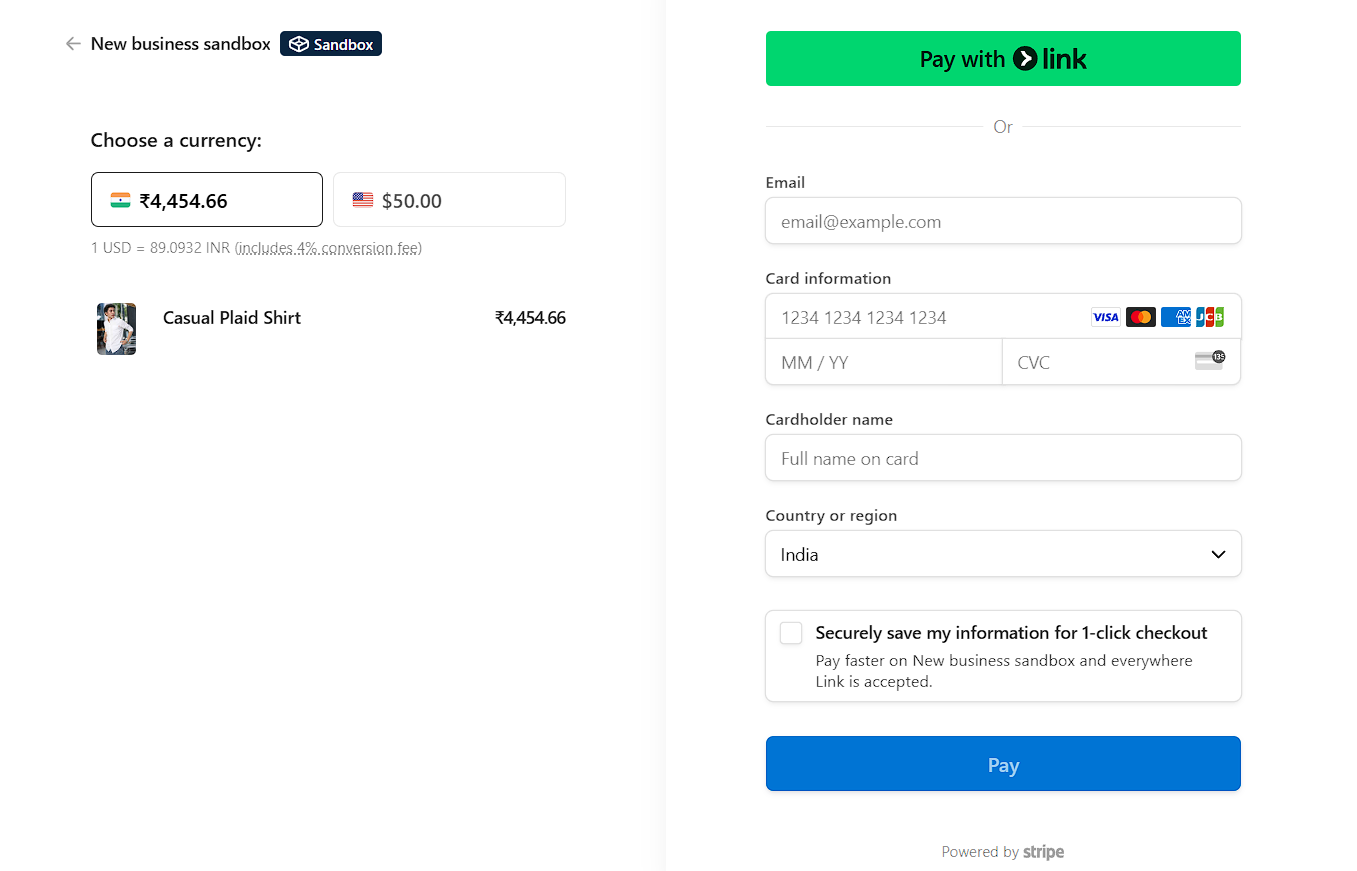 New business sandbox
Sandbox
Choose a currency:
₹4,454.66
$50.00
1 USD = 89.0932 INR (includes 4% conversion fee)
Casual Plaid Shirt
₹4,454.66
Pay with link
Or
Email
email@example.com
Card information
1234 1234 1234 1234
VISA
AM
EX
JCB
MM / YY
CVC
135
Cardholder name
Full name on card
Country or region
India
Securely save my information for 1-click checkout
Pay faster on New business sandbox and everywhere
Link is accepted.
Pay
Powered by stripe